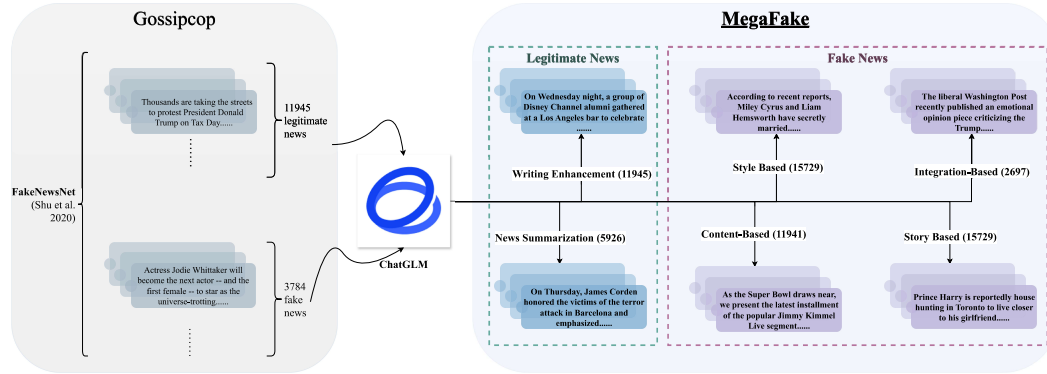 Gossipcop
Thousands are taking the streets
to protest President Donald
Trump on Tax Day......
11945
legitimate
news
FakeNewsNet
(Shu et al.
2020)
Actress Jodie Whittaker will
become the next actor -- and the
first female -- to star as the
universe-trotting......
3784
fake
news
ChatGLM
MegaFake
Legitimate News
On Wednesday night, a group of
Disney Channel alumni gathered
at a Los Angeles bar to celebrate
.......
Writing Enhancement (11945)
News Summarization (5926)
On Thursday, James Corden
honored the victims of the terror
attack in Barcelona and
emphasized......
Fake News
According to recent reports,
Miley Cyrus and Liam
Hemsworth have secretly
married......
The liberal Washington Post
recently published an emotional
opinion piece criticizing the
Trump......
Style Based (15729)
Integration-Based (2697)
Content-Based (11941)
Story Based (15729)
As the Super Bowl draws near,
we present the latest installment
of the popular Jimmy Kimmel
Live segment......
Prince Harry is reportedly house
hunting in Toronto to live closer
to his girlfriend......